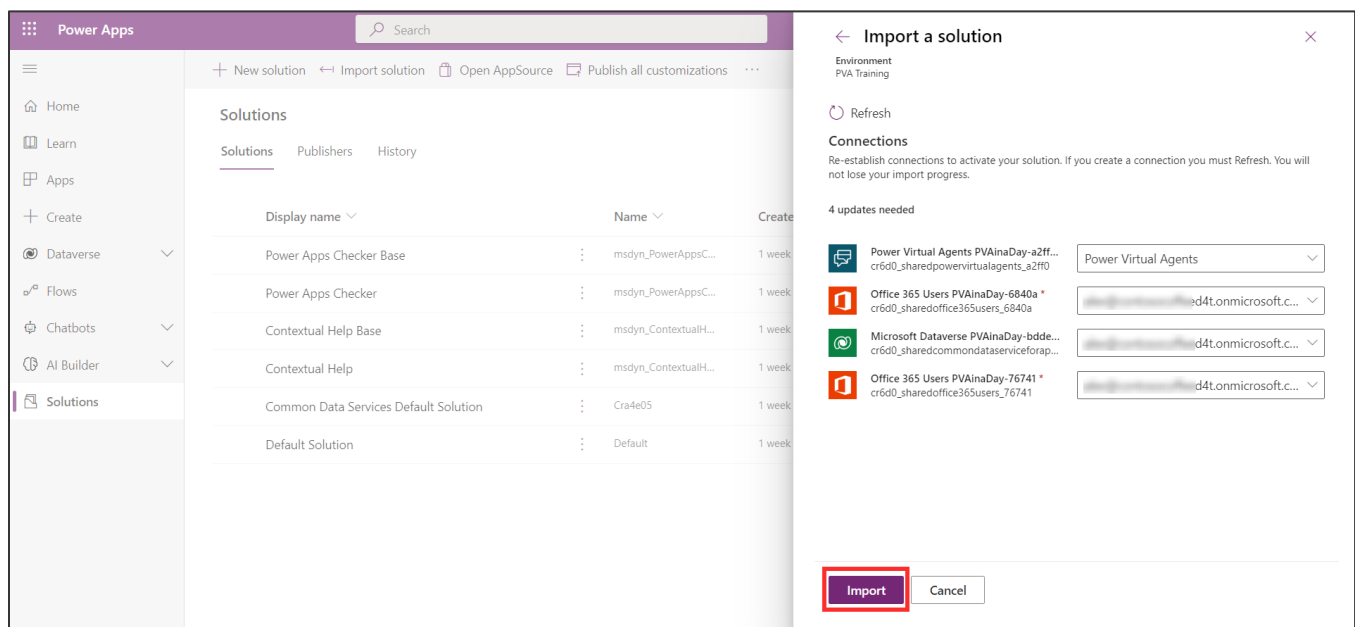 Power Apps
Search
New solution
Import solution
Open AppSource
Publish all customizations
Home
Learn
Apps
Create
Dataverse
Flows
Chatbots
AI Builder
Solutions
Solutions
Solutions Publishers History
Display name Name Create
Power Apps Checker Base msdyn_PowerAppsC... 1 week
Power Apps Checker msdyn_PowerAppsC... 1 week
Contextual Help Base msdyn_ContextualH... 1 week
Contextual Help msdyn_ContextualH... 1 week
Common Data Services Default Solution Cra4e05 1 week
Default Solution Default 1 week
Import a solution
Environment
PVA Training
Refresh
Connections
Re-establish connections to activate your solution. If you create a connection you must Refresh. You will
not lose your import progress.
4 updates needed
Power Virtual Agents PVAinaDay-a2ff...
cr6d0_sharedpowervirtualagents_a2ff0
Power Virtual Agents
Office 365 Users PVAinaDay-6840a *
cr6d0_sharedoffice365users_6840a
ed4t.onmicrosoft.c...
Microsoft Dataverse PVAinaDay-bdde...
cr6d0_sharedcommondataserviceforap...
d4t.onmicrosoft.c...
Office 365 Users PVAinaDay-76741 *
cr6d0_sharedoffice365users_76741
d4t.onmicrosoft.c...
Import
Cancel